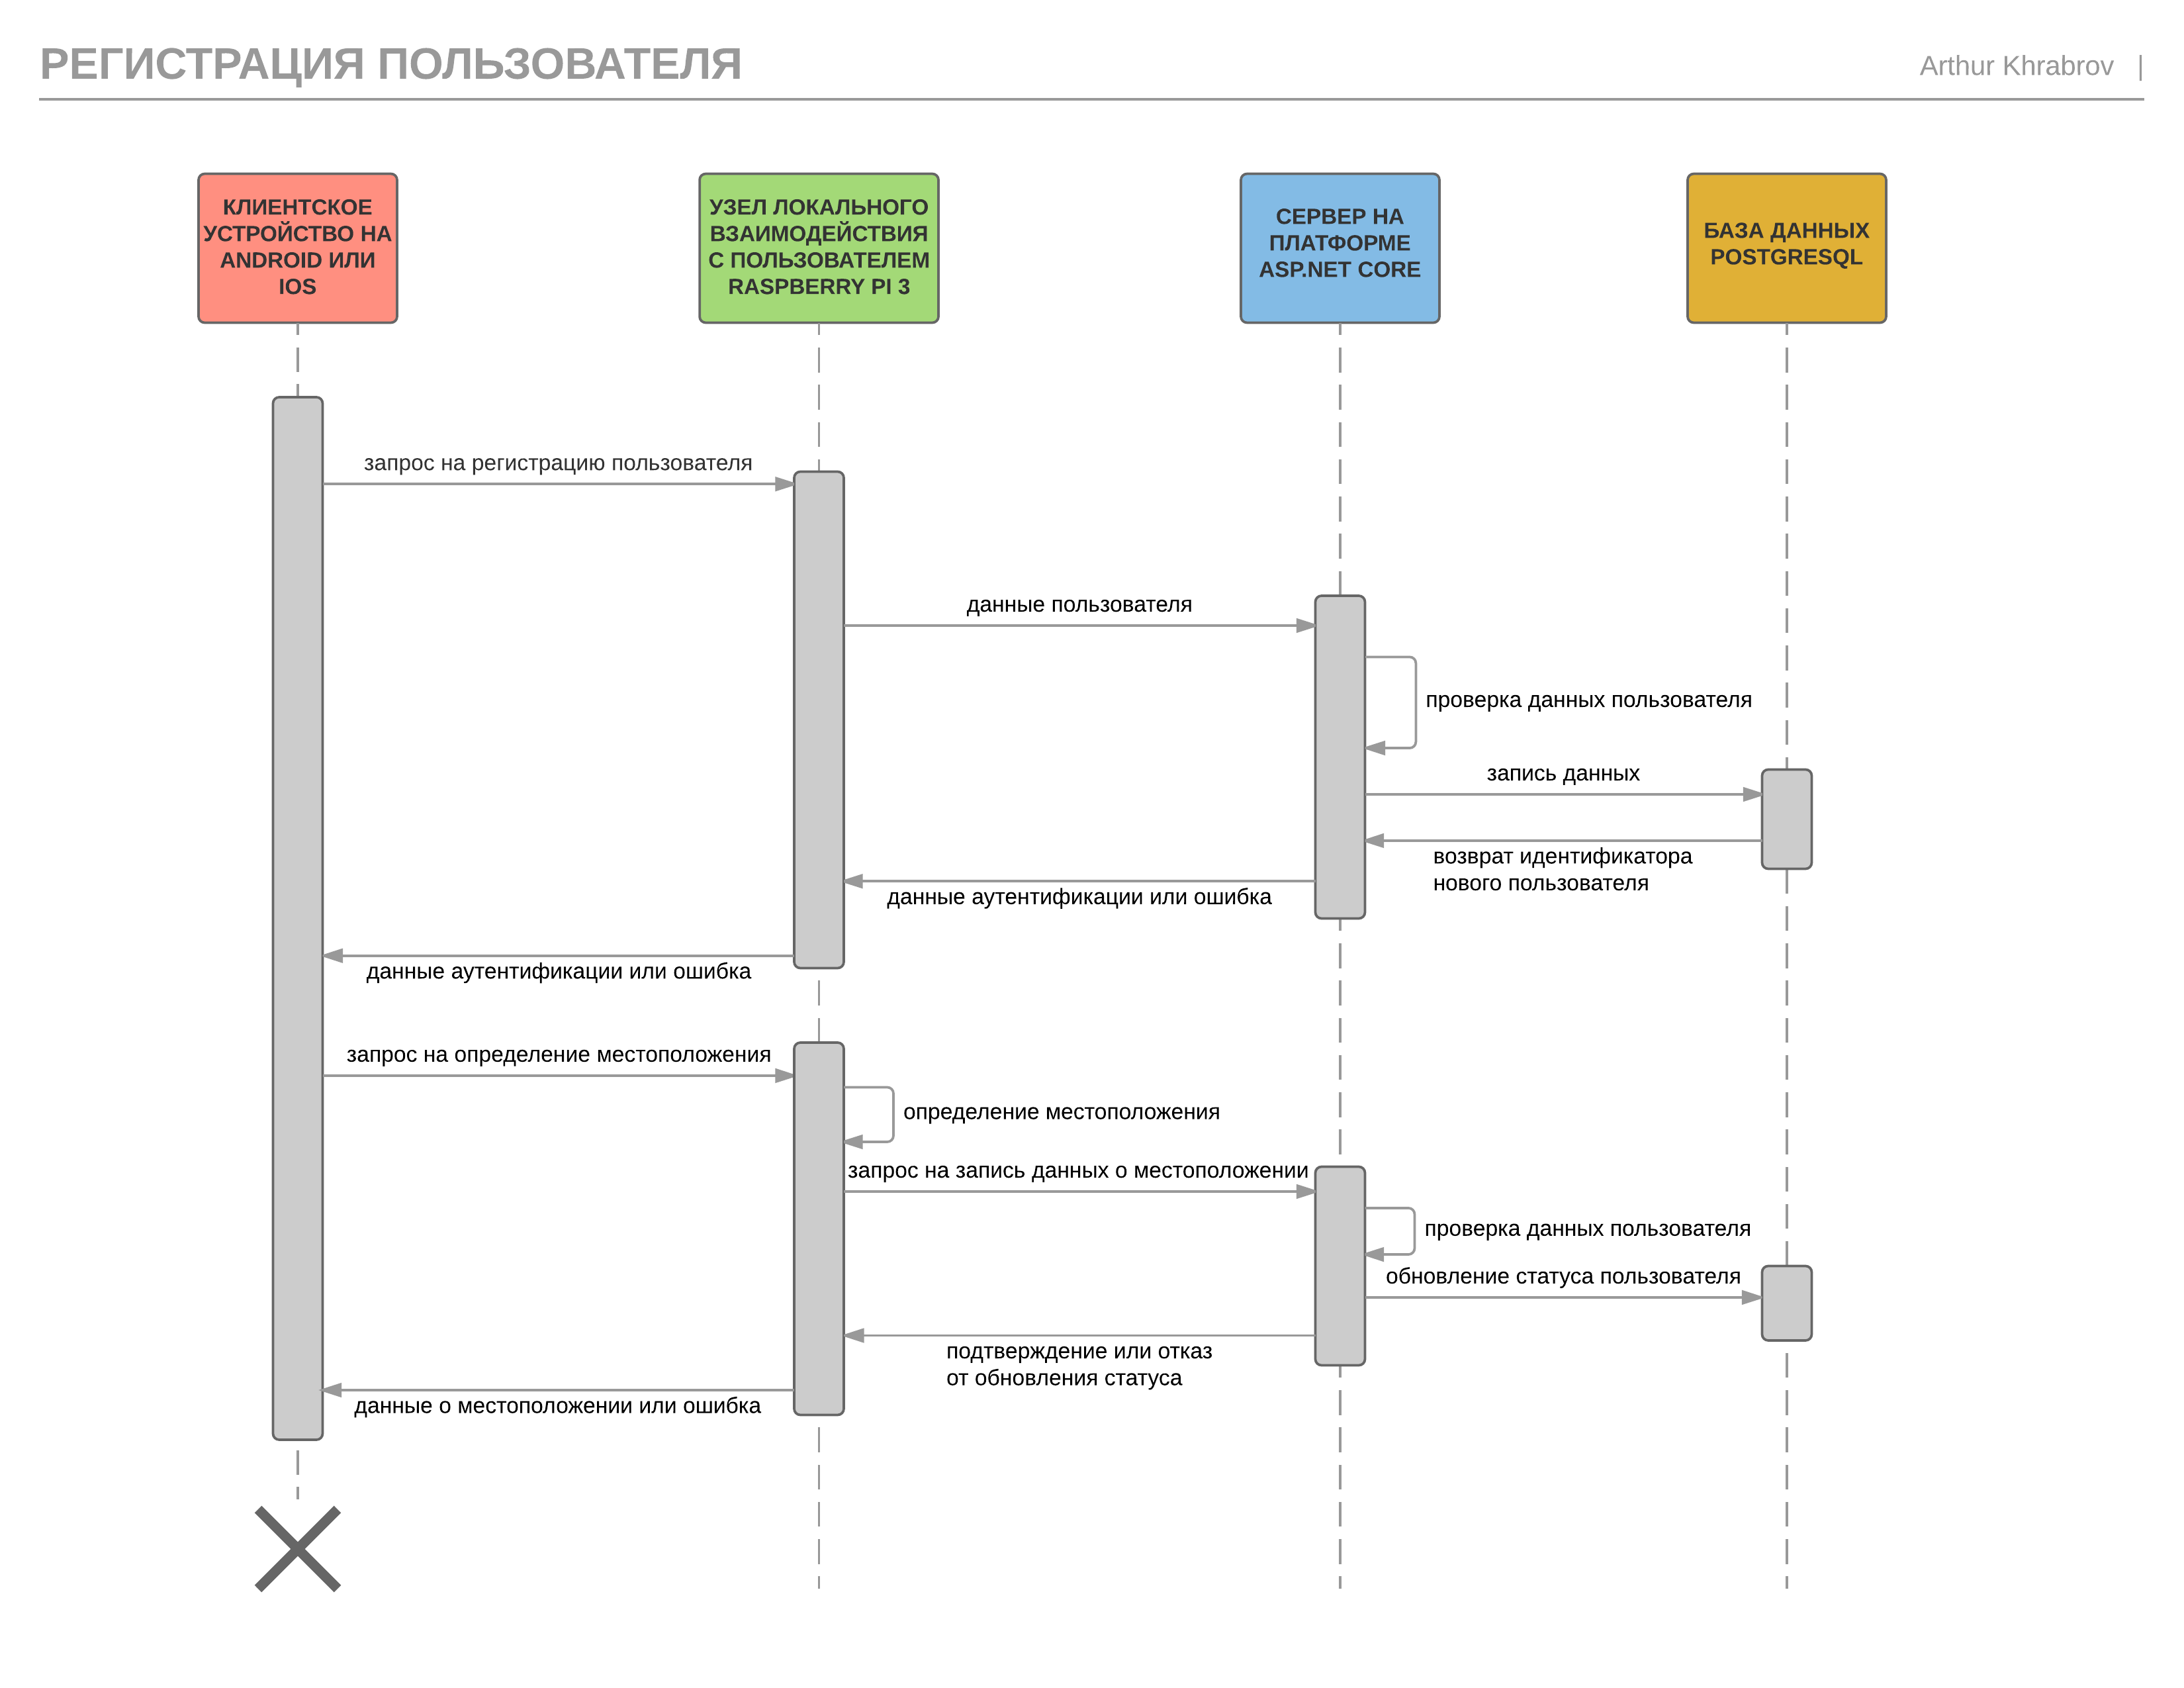 РЕГИСТРАЦИЯ ПОЛЬЗОВАТЕЛЯ
Arthur Khrabrov |
КЛИЕНТСКОЕ
УСТРОЙСТВО НА
ANDROID ИЛИ
IOS
УЗЕЛ ЛОКАЛЬНОГО
ВЗАИМОДЕЙСТВИЯ
С ПОЛЬЗОВАТЕЛЕМ
RASPBERRY PI 3
СЕРВЕР НА
ПЛАТФОРМЕ
ASP.NET CORE
БАЗА ДАННЫХ
POSTGRESQL
запрос на регистрацию пользователя
данные пользователя
проверка данных пользователя
запись данных
возврат идентификатора
нового пользователя
данные аутентификации или ошибка
данные аутентификации или ошибка
запрос на определение местоположения
определение местоположения
запрос на запись данных о местоположении
проверка данных пользователя
обновление статуса пользователя
подтверждение или отказ
от обновления статуса
данные о местоположении или ошибка